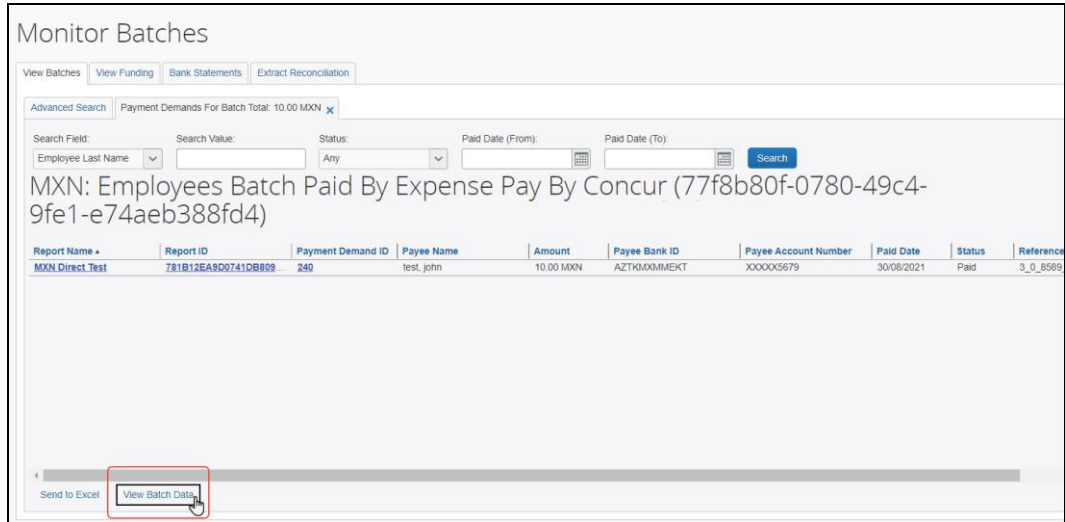 Monitor Batches
View Batches View Funding Bank Statements Extract Reconciliation
Advanced Search Payment Demands For Batch Total: 10.00 MXN x
Search Field: Search Value: Status: Paid Date (From): Paid Date (To):
Employee Last Name Any Search
MXN: Employees Batch Paid By Expense Pay By Concur (77f8b80f-0780-49c4-
9fe1-e74aeb388fd4)
Report Name Report ID Payment Demand ID Payee Name Amount Payee Bank ID Payee Account Number Paid Date Status Reference
MXN Direct Test 781B12EA9D0741DB809... 240 test, john 10.00 MXN AZTKMXMMEKT XXXXX5679 30/08/2021 Paid 3_0_8589_
Send to Excel View Batch Data